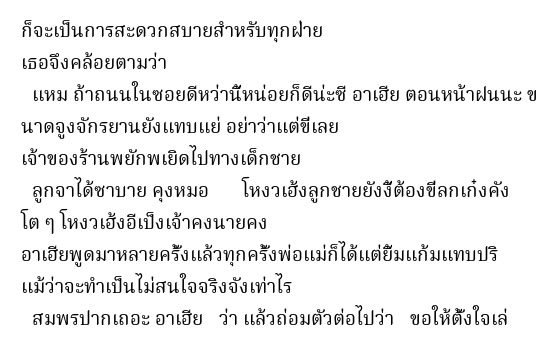 ก็จะเป็นการสะดวกสบายสำหรับทุกฝ่าย
เธอจึงคล้อยตามว่า
แหม ถ้าถนนในซอยดีหว่านี้หน่อยก็ดีน่ะซี อาเฮีย ตอนหน้าฝนนะ ข
นาดจูงจักรยานยังแทบแย่ อย่าว่าแต่ขี่เลย
เจ้าของร้านพยักพเยิดไปทางเด็กชาย
ลูกจาได้ซาบาย คุงหมอ โหงวเฮ้งลูกชายยังงี้ต้องขี่ลกเก๋งคัง
โต ๆ โหงวเฮ้งอีเป็งเจ้าคงนายคง
อาเฮียพูดมาหลายครั้งแล้วทุกครั้งพ่อแม่ก็ได้แต่ยิ้มแก้มแทบปริ
แม้ว่าจะทำเป็นไม่สนใจจริงจังเท่าไร
สมพรปากเถอะ อาเฮีย ว่า แล้วถ่อมตัวต่อไปว่า ขอให้ตั้งใจเล่